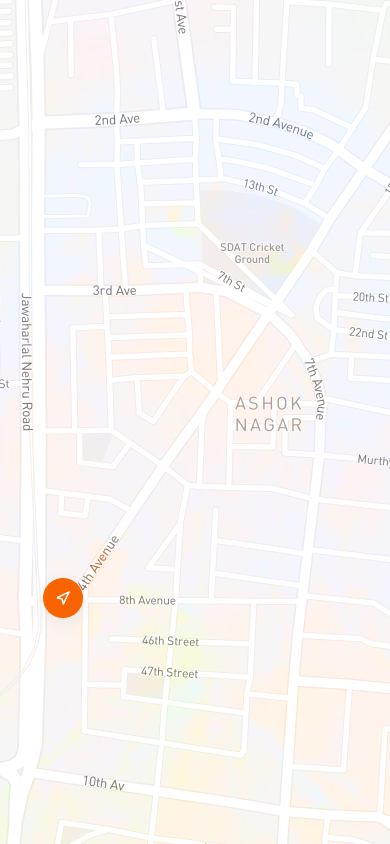 st Ave
2nd Ave
2nd Avenue
13th St
SDAT Cricket
Ground
7th St
3rd Ave
20th St
22nd St
Jawaharlal Nehru Road
St
7th Avenue
ASHOK
NAGAR
Murthy
4th Avenue
8th Avenue
46th Street
47th Street
10th Av